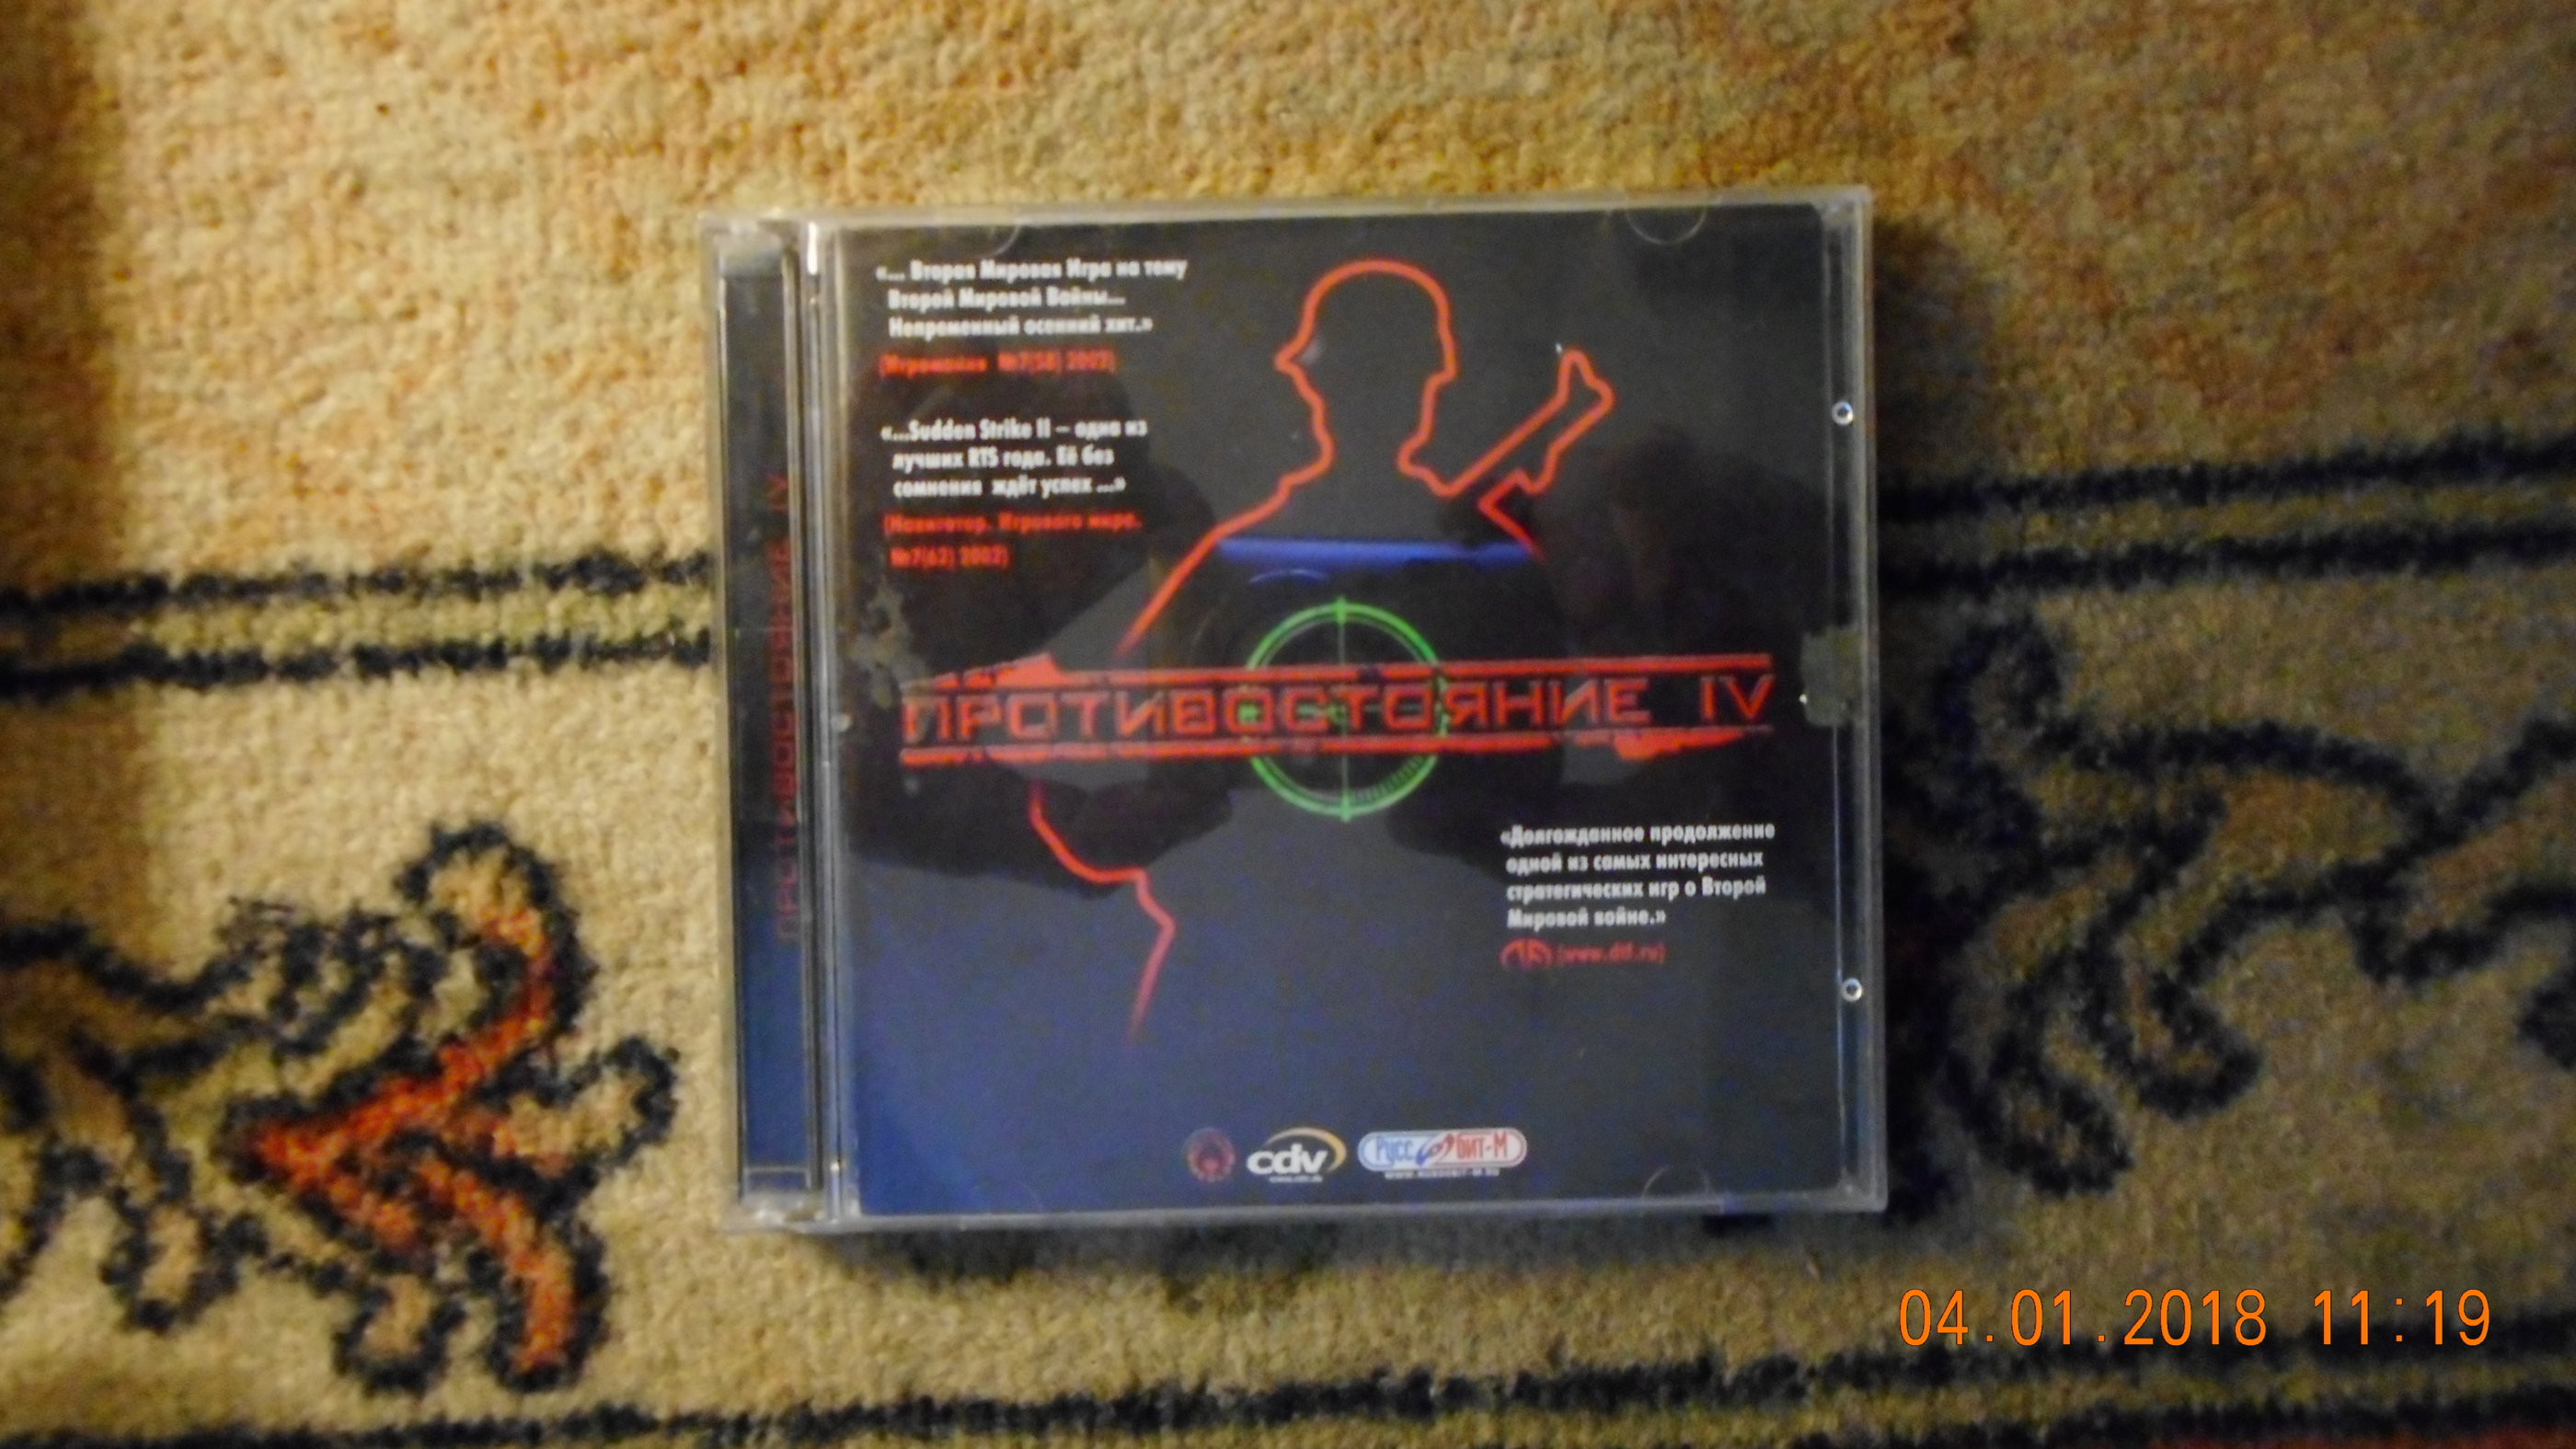 «... Вторая Мировая Игра на тему
Второй Мировой Войны...
Непременный осенний хит.»
(Игромания №7(58) 2002)
«...Sudden Strike II – одна из
лучших RTS года. Её без
сомнения ждёт успех ...»
(Навигатор. Игрового мира.
№7(62) 2002)
ПРОТИВОСТОЯНИЕ IV
ПРОТИВОСТОЯНИЕ IV
«Долгожданное продолжение
одной из самых интересных
стратегических игр о Второй
Мировой войне.»
(www.dtf.ru)
cdv
Русс бит-М
04.01.2018 11:19